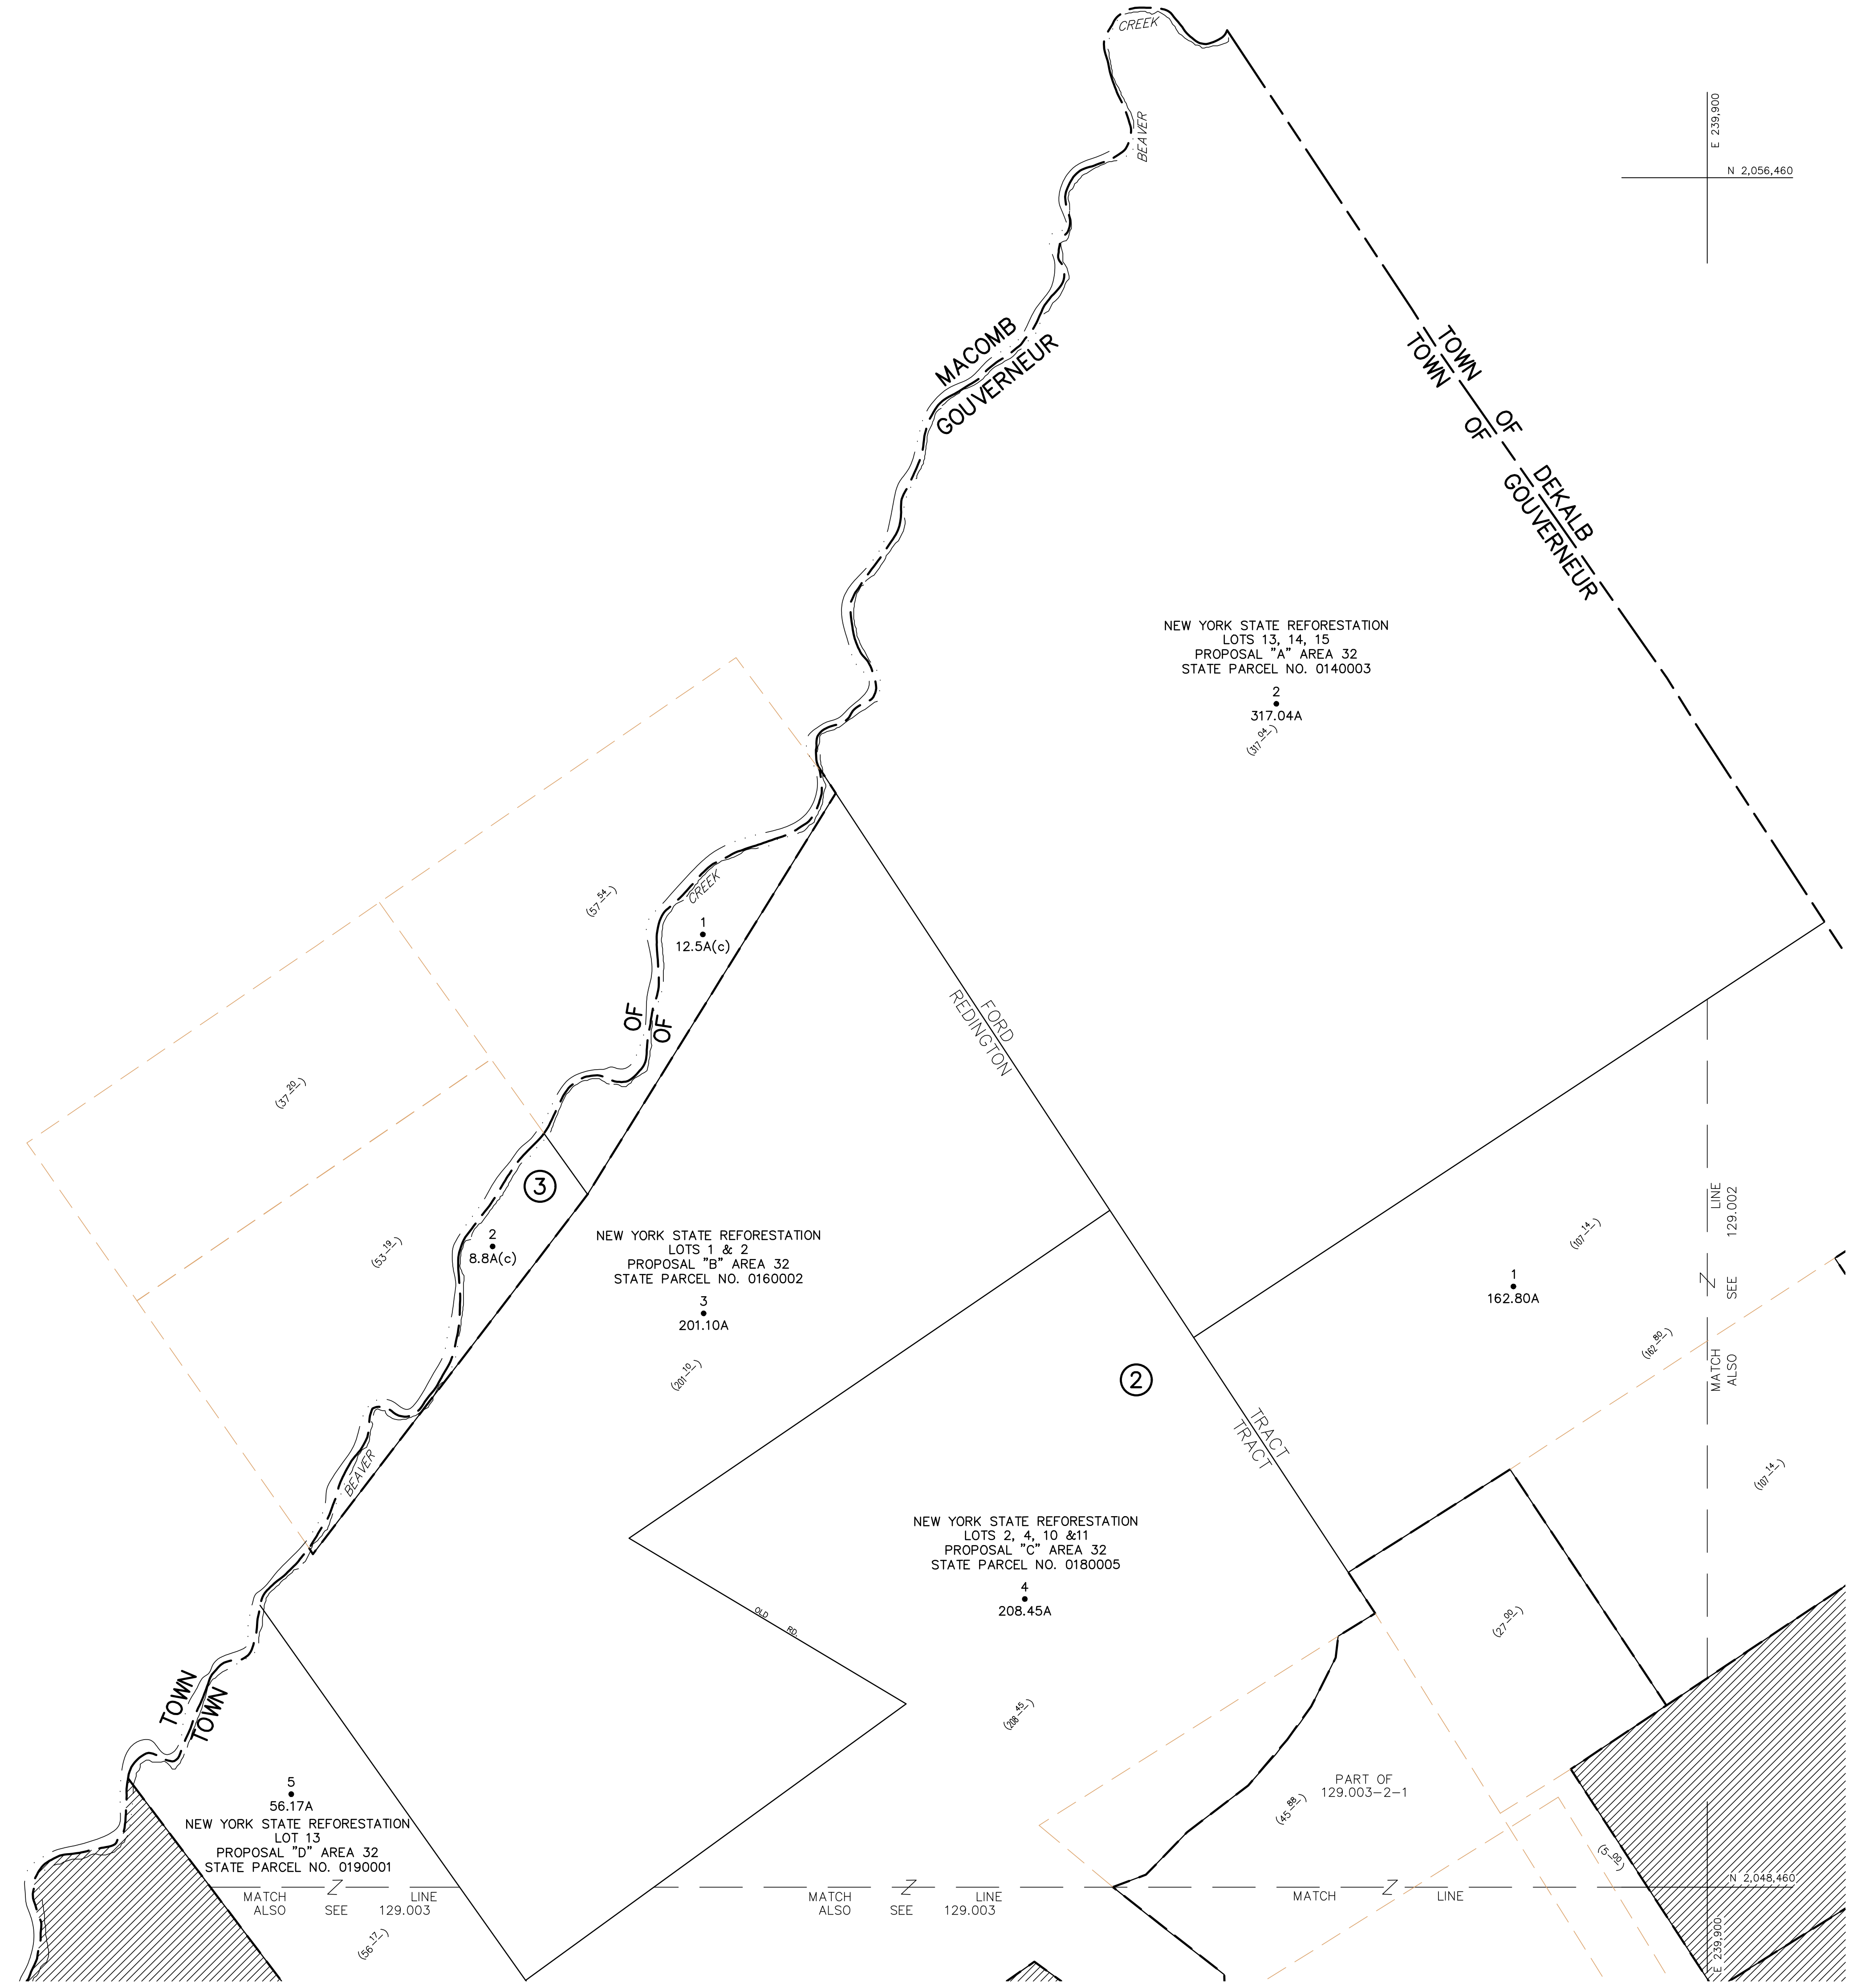 CREEK
BEAVER
E 239,900
N 2,056,460
MACOMB
GOUVERNEUR
TOWN OF DEKALB
TOWN OF GOUVERNEUR
NEW YORK STATE REFORESTATION
LOTS 13, 14, 15
PROPOSAL "A" AREA 32
STATE PARCEL NO. 0140003
2
317.04A
(317.04)
(57.54)
CREEK
1
12.5A(c)
OF
OF
FORD
REDINGTON
(37.20)
3
(53.19)
2
8.8A(c)
NEW YORK STATE REFORESTATION
LOTS 1 & 2
PROPOSAL "B" AREA 32
STATE PARCEL NO. 0160002
3
201.10A
(201.10)
2
1
162.80A
(107.14)
(162.80)
MATCH LINE
ALSO SEE 129.002
TRACT
TRACT
(107.14)
BEAVER
NEW YORK STATE REFORESTATION
LOTS 2, 4, 10 &11
PROPOSAL "C" AREA 32
STATE PARCEL NO. 0180005
4
208.45A
OLD RD.
(208.45)
(27.00)
TOWN
TOWN
PART OF
129.003-2-1
(45.88)
(5.00)
5
56.17A
NEW YORK STATE REFORESTATION
LOT 13
PROPOSAL "D" AREA 32
STATE PARCEL NO. 0190001
MATCH LINE
ALSO SEE 129.003
MATCH LINE
ALSO SEE 129.003
MATCH LINE
N 2,048,460
E 239,900
(56.17)